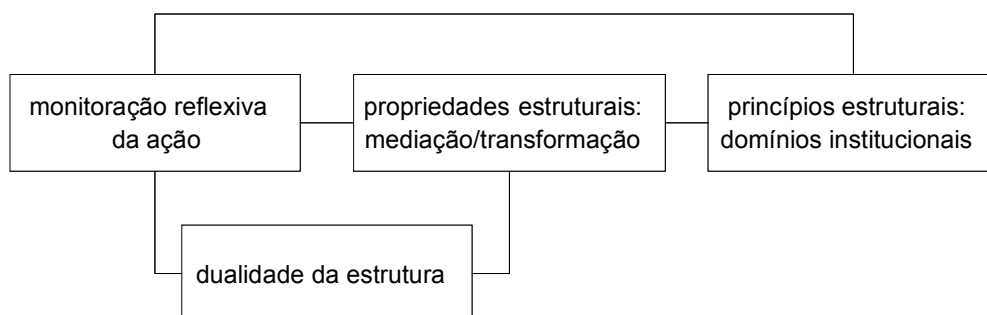 monitoração reflexiva
da ação
propriedades estruturais:
mediação/transformação
princípios estruturais:
domínios institucionais
dualidade da estrutura